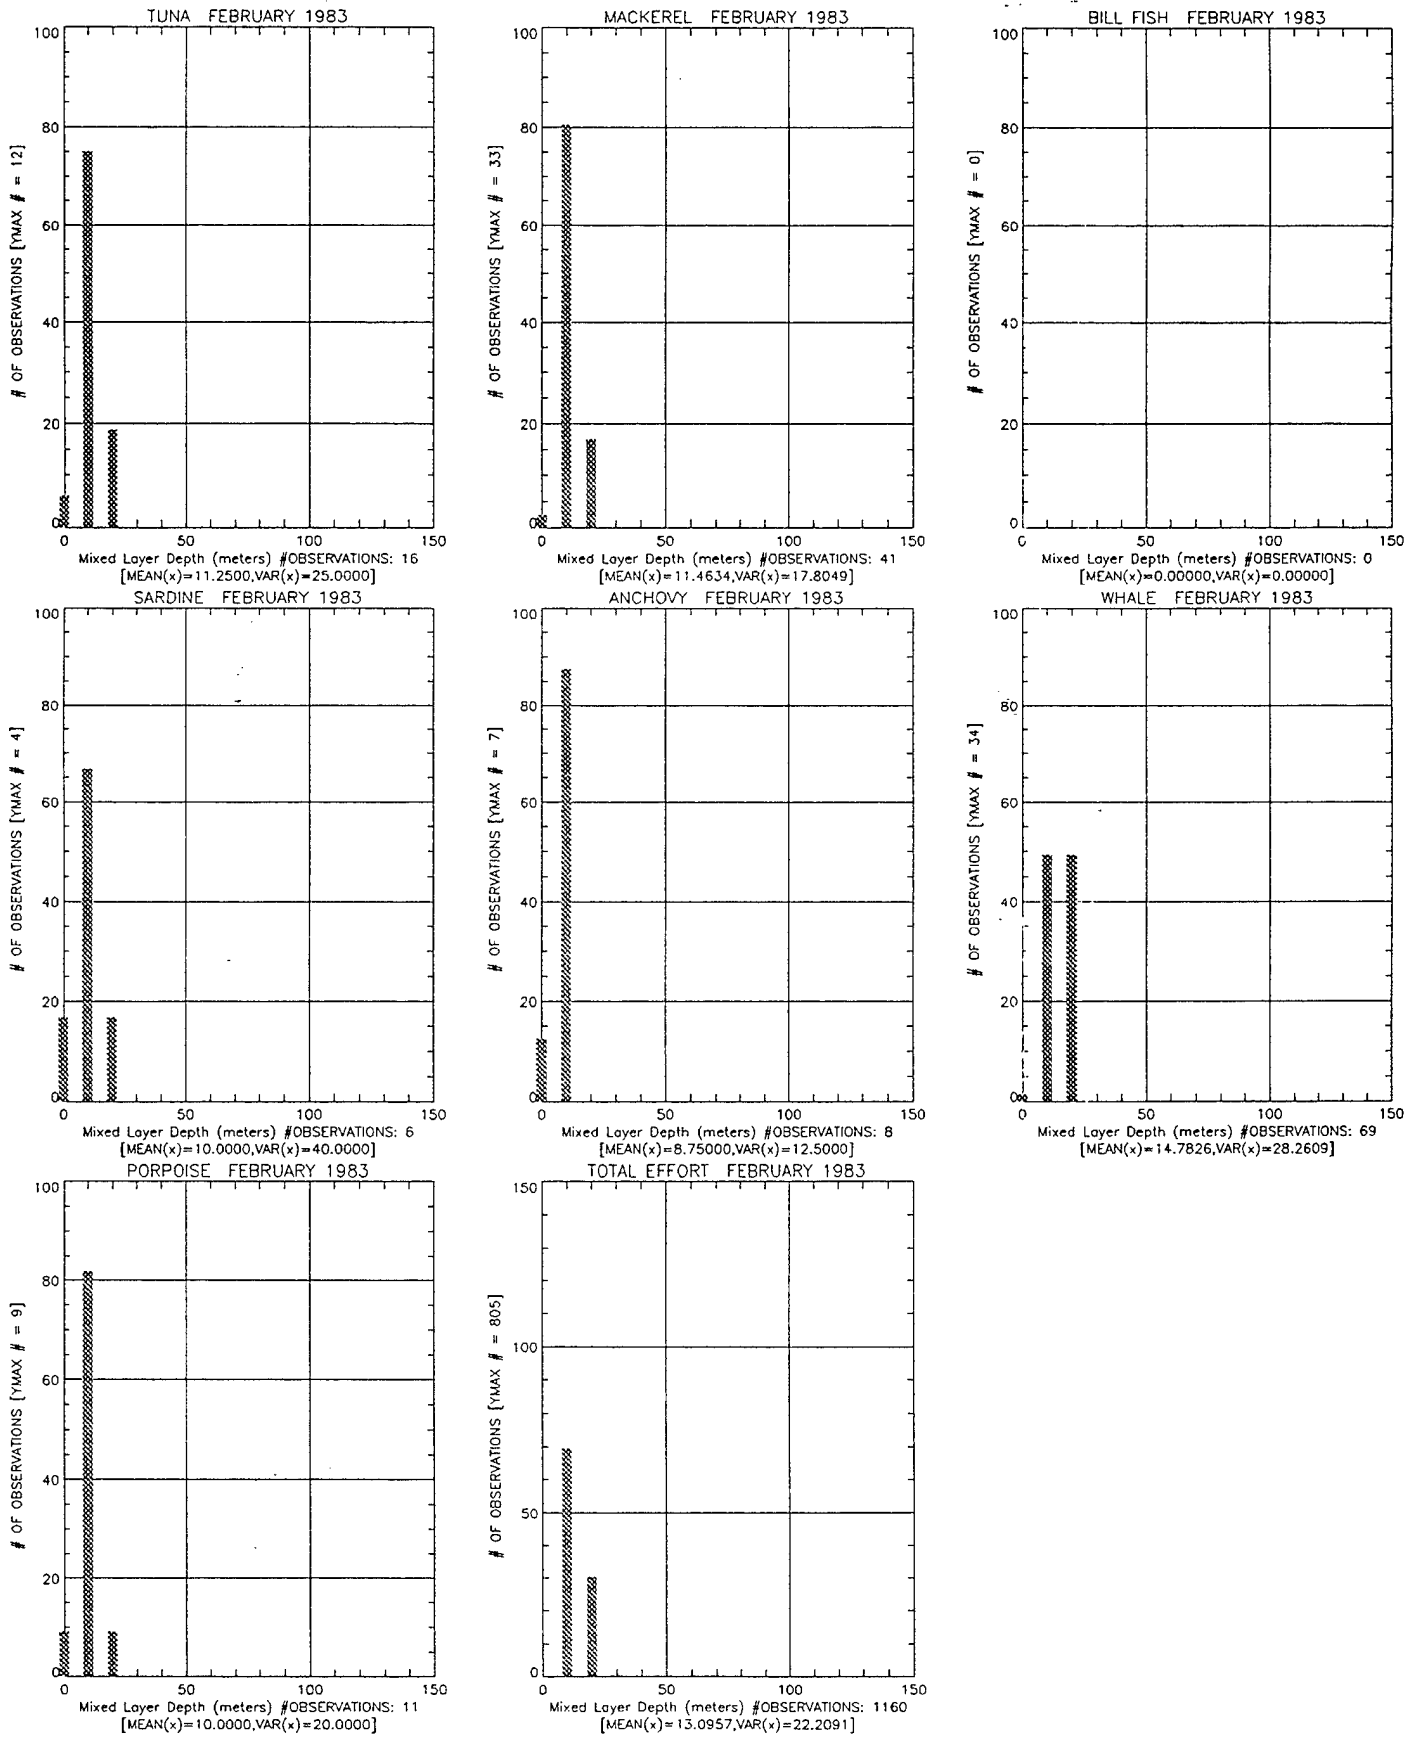 TUNA FEBRUARY 1983
100
80
60
40
20
0
# OF OBSERVATIONS [YMAX # = 12]
0 50 100 150
Mixed Layer Depth (meters) #OBSERVATIONS: 16
[MEAN(x)=11.2500,VAR(x)=25.0000]
MACKEREL FEBRUARY 1983
100
80
60
40
20
0
# OF OBSERVATIONS [YMAX # = 33]
0 50 100 150
Mixed Layer Depth (meters) #OBSERVATIONS: 41
[MEAN(x)=11.4634,VAR(x)=17.8049]
BILL FISH FEBRUARY 1983
100
80
60
40
20
0
# OF OBSERVATIONS [YMAX # = 0]
0 50 100 150
Mixed Layer Depth (meters) #OBSERVATIONS: 0
[MEAN(x)=0.00000,VAR(x)=0.00000]
SARDINE FEBRUARY 1983
100
80
60
40
20
0
# OF OBSERVATIONS [YMAX # = 4]
0 50 100 150
Mixed Layer Depth (meters) #OBSERVATIONS: 6
[MEAN(x)=10.0000,VAR(x)=40.0000]
ANCHOVY FEBRUARY 1983
100
80
60
40
20
0
# OF OBSERVATIONS [YMAX # = 7]
0 50 100 150
Mixed Layer Depth (meters) #OBSERVATIONS: 8
[MEAN(x)=8.75000,VAR(x)=12.5000]
WHALE FEBRUARY 1983
100
80
60
40
20
0
# OF OBSERVATIONS [YMAX # = 34]
0 50 100 150
Mixed Layer Depth (meters) #OBSERVATIONS: 69
[MEAN(x)=14.7826,VAR(x)=28.2609]
PORPOISE FEBRUARY 1983
100
80
60
40
20
0
# OF OBSERVATIONS [YMAX # = 9]
0 50 100 150
Mixed Layer Depth (meters) #OBSERVATIONS: 11
[MEAN(x)=10.0000,VAR(x)=20.0000]
TOTAL EFFORT FEBRUARY 1983
150
100
50
0
# OF OBSERVATIONS [YMAX # = 805]
0 50 100 150
Mixed Layer Depth (meters) #OBSERVATIONS: 1160
[MEAN(x)=13.0957,VAR(x)=22.2091]